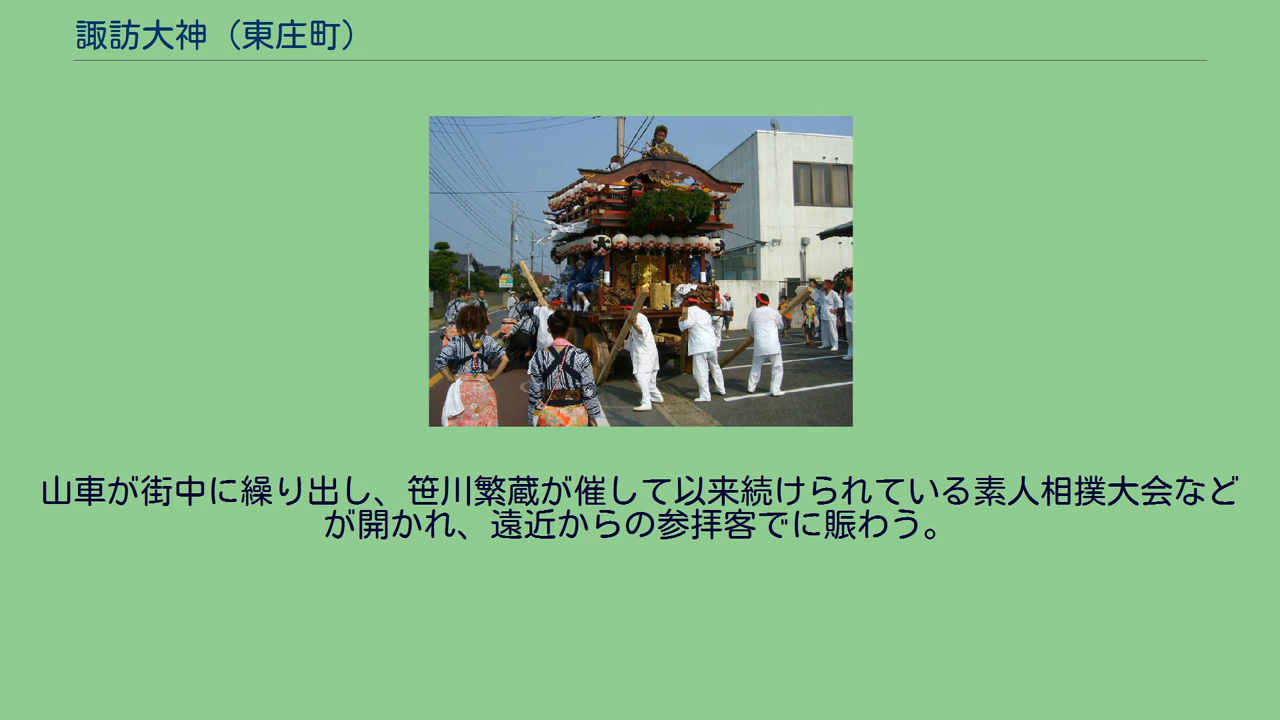 諏訪大神（東庄町）
大
山車が街中に繰り出し、笹川繁蔵が催して以来続けられている素人相撲大会など
が開かれ、遠近からの参拝客でに賑わう。